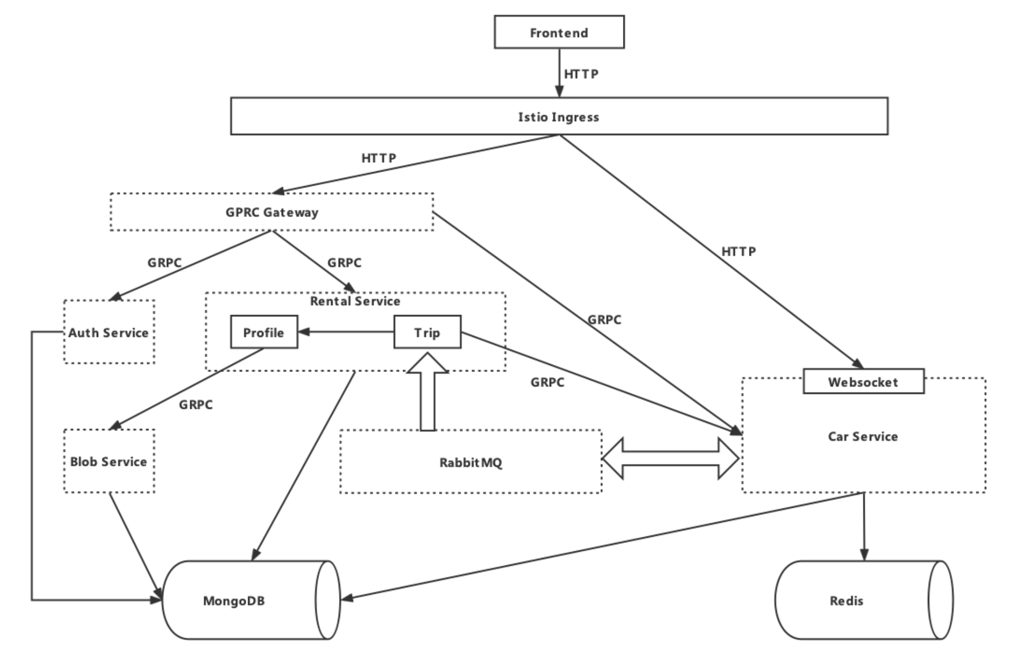 Frontend
HTTP
Istio Ingress
HTTP
GPRC Gateway
HTTP
GRPC
GRPC
Rental Service
GRPC
Auth Service
Profile
Trip
GRPC
Websocket
GRPC
Car Service
Blob Service
RabbitMQ
MongoDB
Redis